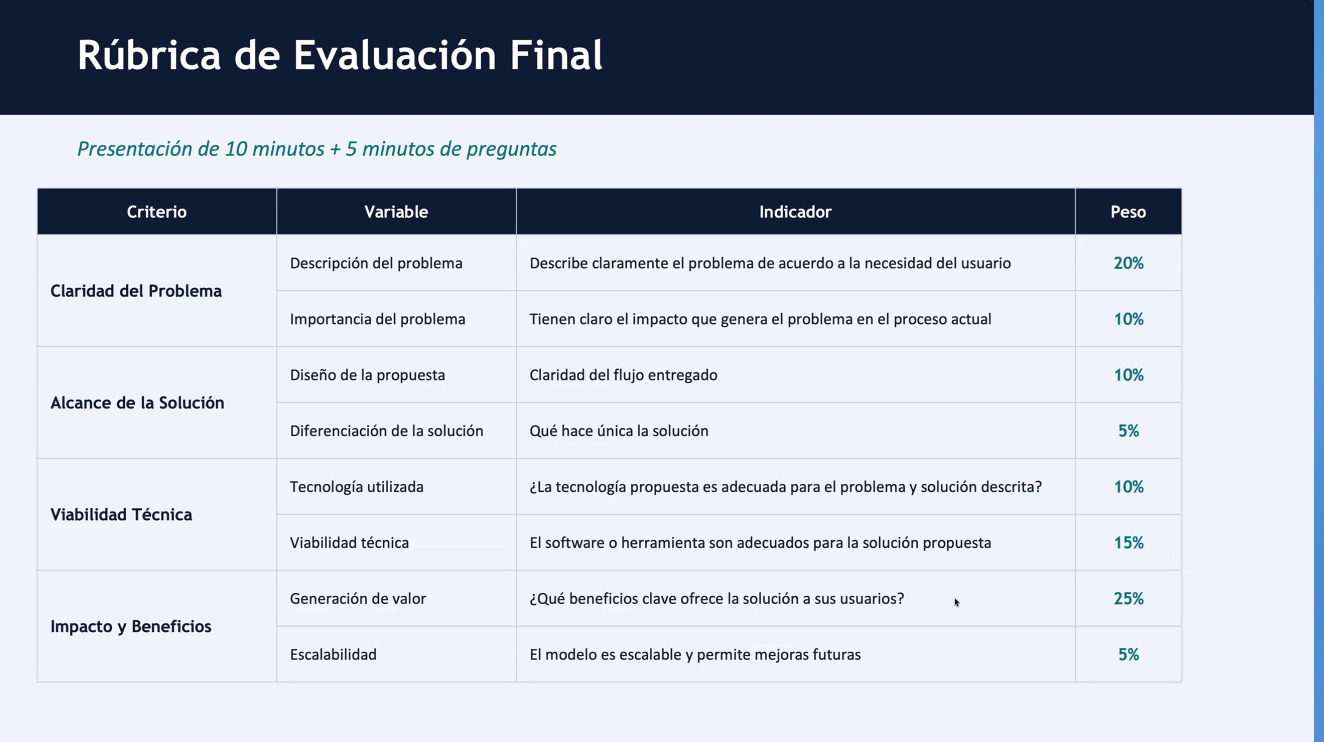 Rúbrica de Evaluación Final
Presentación de 10 minutos + 5 minutos de preguntas
Criterio Variable Indicador Peso
Claridad del Problema
Descripción del problema Describe claramente el problema de acuerdo a la necesidad del usuario 20%
Importancia del problema Tienen claro el impacto que genera el problema en el proceso actual 10%
Alcance de la Solución
Diseño de la propuesta Claridad del flujo entregado 10%
Diferenciación de la solución Qué hace única la solución 5%
Viabilidad Técnica
Tecnología utilizada ¿La tecnología propuesta es adecuada para el problema y solución descrita? 10%
Viabilidad técnica El software o herramienta son adecuados para la solución propuesta 15%
Impacto y Beneficios
Generación de valor ¿Qué beneficios clave ofrece la solución a sus usuarios? 25%
Escalabilidad El modelo es escalable y permite mejoras futuras 5%